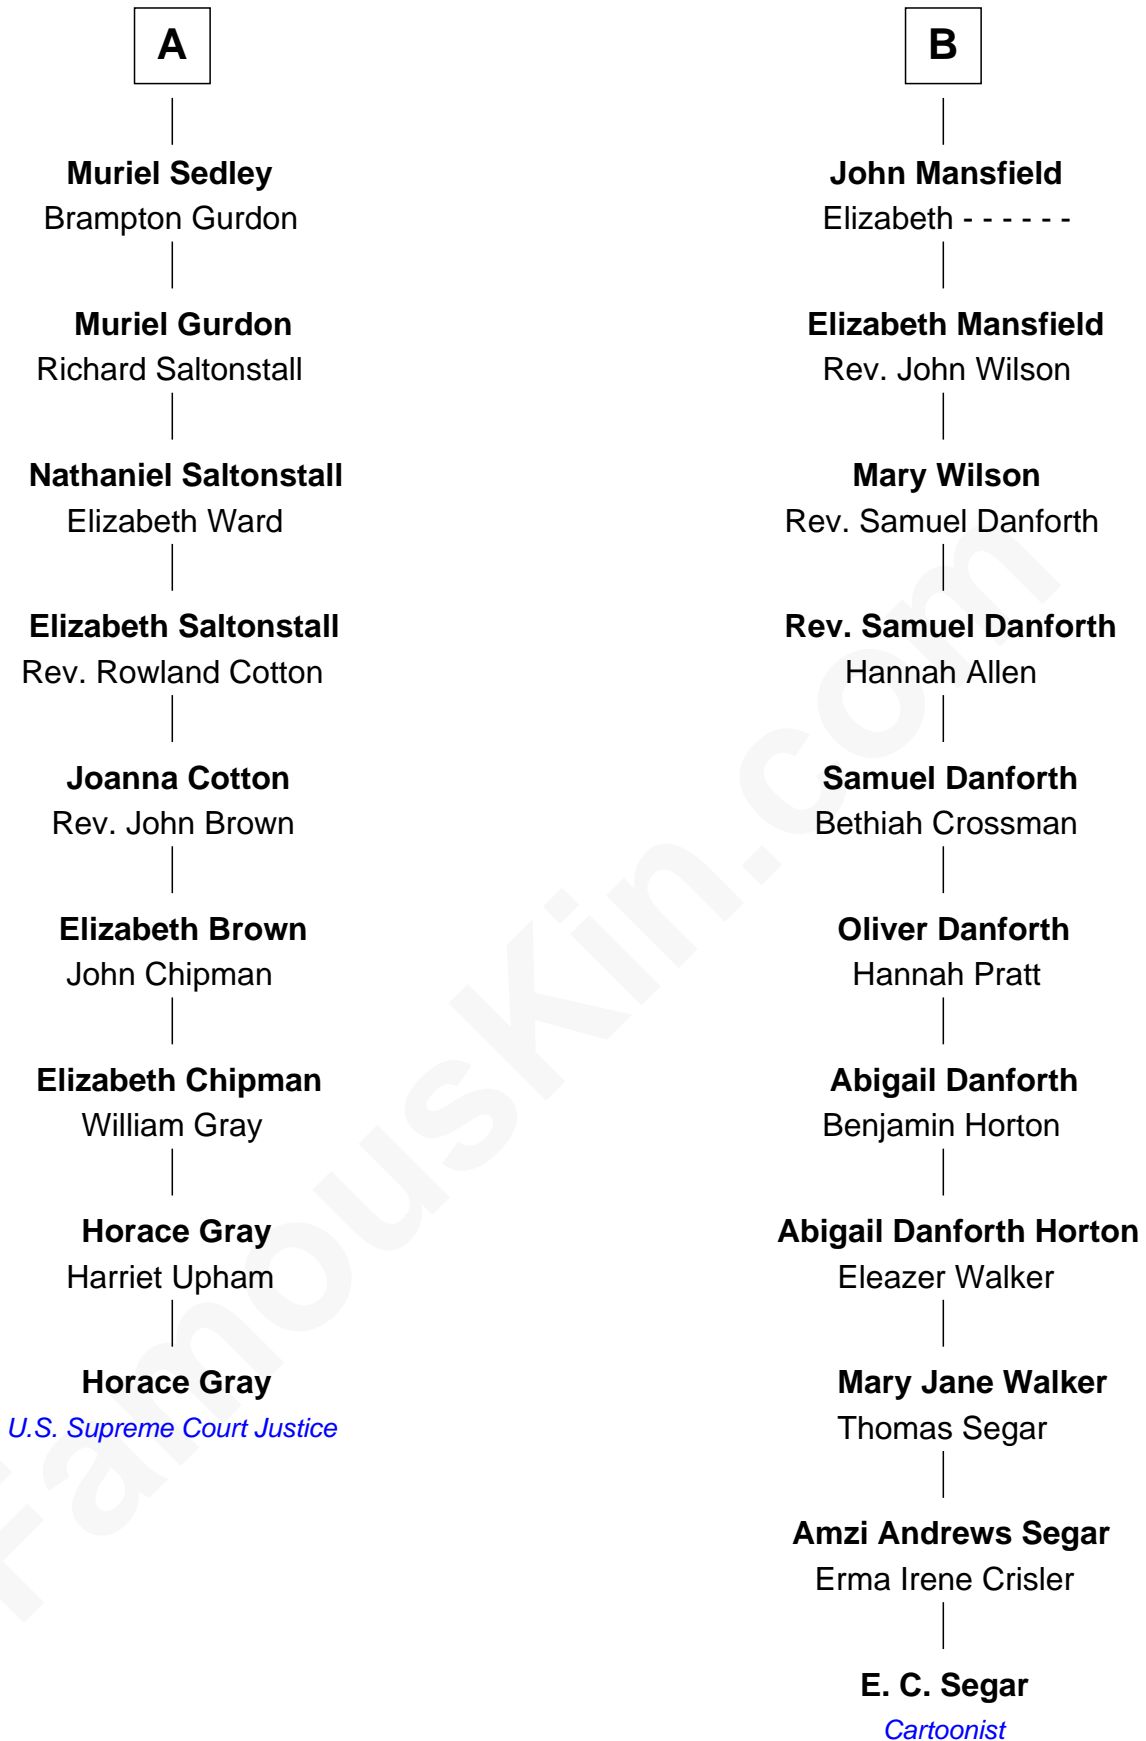 A
Muriel Sedley
Brampton Gurdon
Muriel Gurdon
Richard Saltonstall
Nathaniel Saltonstall
Elizabeth Ward
Elizabeth Saltonstall
Rev. Rowland Cotton
Joanna Cotton
Rev. John Brown
Elizabeth Brown
John Chipman
Elizabeth Chipman
William Gray
Horace Gray
Harriet Upham
Horace Gray
U.S. Supreme Court Justice
B
John Mansfield
Elizabeth - - - - - -
Elizabeth Mansfield
Rev. John Wilson
Mary Wilson
Rev. Samuel Danforth
Rev. Samuel Danforth
Hannah Allen
Samuel Danforth
Bethiah Crossman
Oliver Danforth
Hannah Pratt
Abigail Danforth
Benjamin Horton
Abigail Danforth Horton
Eleazer Walker
Mary Jane Walker
Thomas Segar
Amzi Andrews Segar
Erma Irene Crisler
E. C. Segar
Cartoonist
FamousKin.com